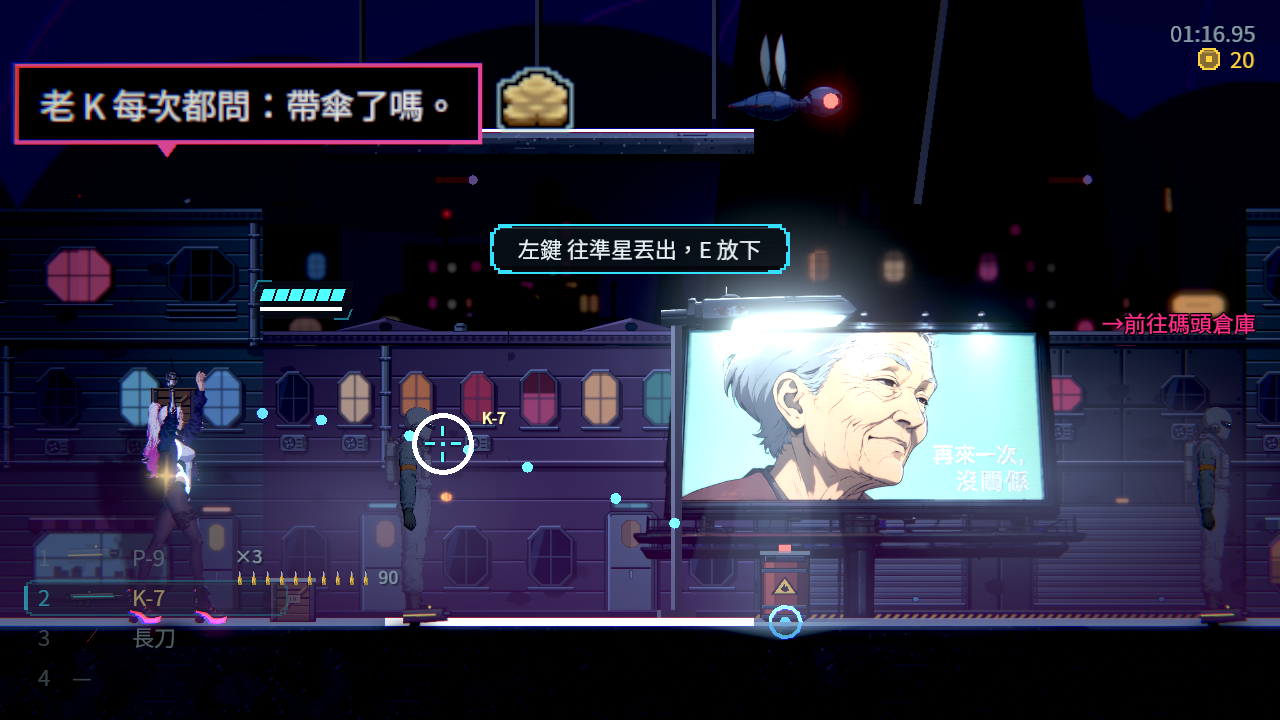 01:16.95
20
老K每次都問：帶傘了嗎。
左鍵 往準星丟出，E 放下
→前往碼頭倉庫
K-7
再來一次，
沒關係
1 P-9 ×3
90
2 K-7
3 長刀
4 —